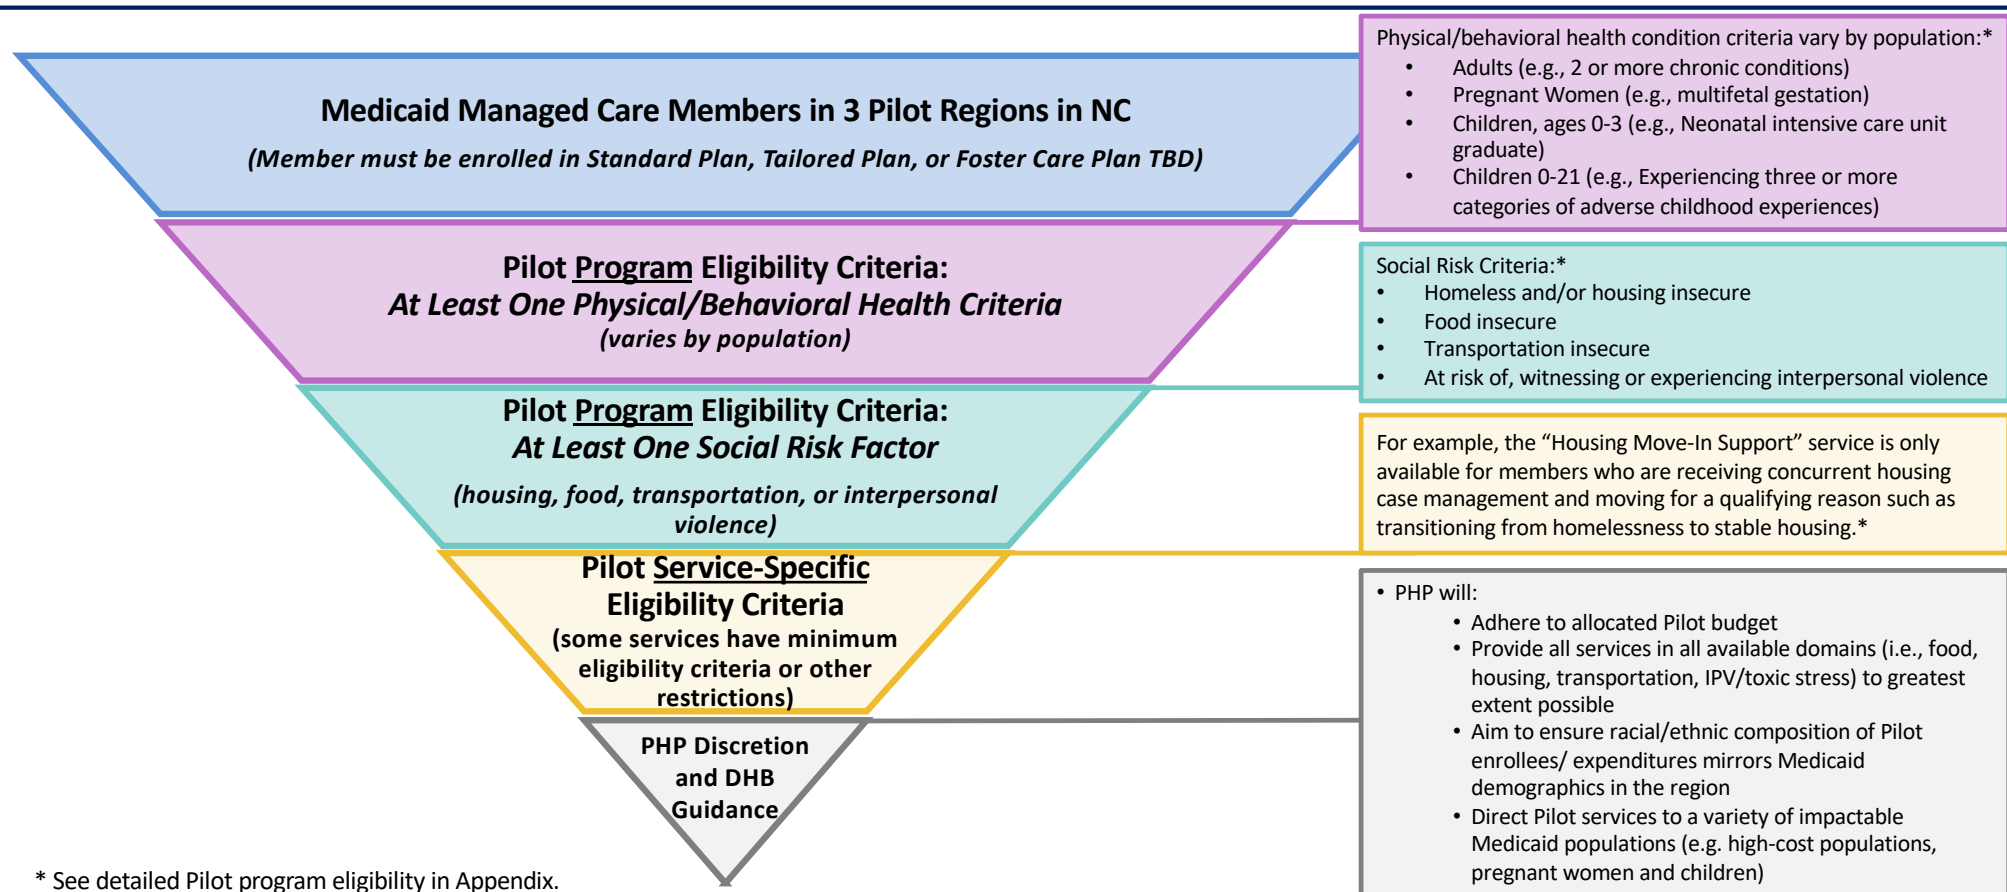 Medicaid Managed Care Members in 3 Pilot Regions in NC
(Member must be enrolled in Standard Plan, Tailored Plan, or Foster Care Plan TBD)
Pilot Program Eligibility Criteria:
At Least One Physical/Behavioral Health Criteria
(varies by population)
Pilot Program Eligibility Criteria:
At Least One Social Risk Factor
(housing, food, transportation, or interpersonal
violence)
Pilot Service-Specific
Eligibility Criteria
(some services have minimum
eligibility criteria or other
restrictions)
PHP Discretion
and DHB
Guidance
Physical/behavioral health condition criteria vary by population:*
• Adults (e.g., 2 or more chronic conditions)
• Pregnant Women (e.g., multifetal gestation)
• Children, ages 0-3 (e.g., Neonatal intensive care unit
graduate)
• Children 0-21 (e.g., Experiencing three or more
categories of adverse childhood experiences)
Social Risk Criteria:*
• Homeless and/or housing insecure
• Food insecure
• Transportation insecure
• At risk of, witnessing or experiencing interpersonal violence
For example, the “Housing Move-In Support” service is only
available for members who are receiving concurrent housing
case management and moving for a qualifying reason such as
transitioning from homelessness to stable housing.*
• PHP will:
• Adhere to allocated Pilot budget
• Provide all services in all available domains (i.e., food,
housing, transportation, IPV/toxic stress) to greatest
extent possible
• Aim to ensure racial/ethnic composition of Pilot
enrollees/ expenditures mirrors Medicaid
demographics in the region
• Direct Pilot services to a variety of impactable
Medicaid populations (e.g. high-cost populations,
pregnant women and children)
* See detailed Pilot program eligibility in Appendix.